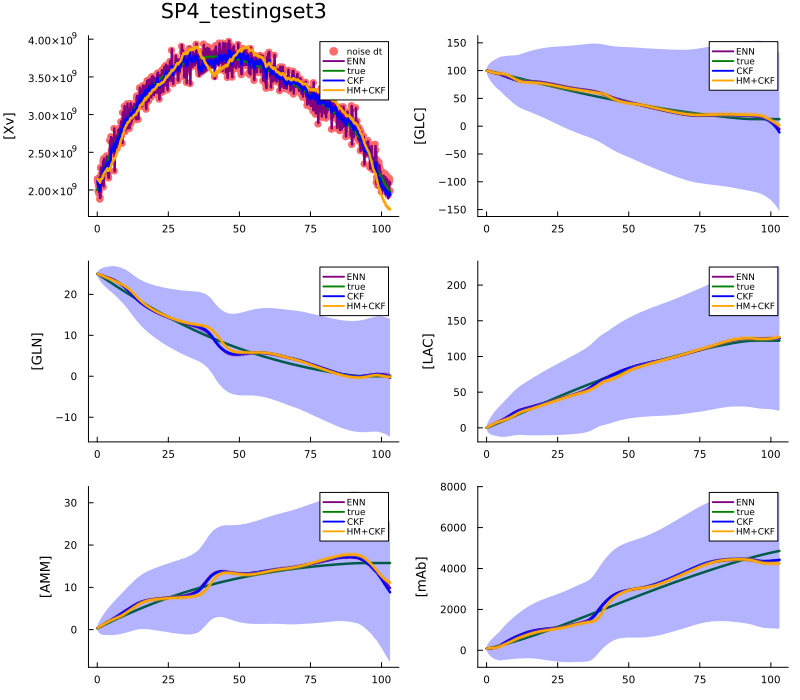 SP4_testingset3
[Xv]
4.00×10⁹
3.50×10⁹
3.00×10⁹
2.50×10⁹
2.00×10⁹
0 25 50 75 100
noise dt
ENN
true
CKF
HM+CKF
[GLC]
150
100
50
0
−50
−100
−150
0 25 50 75 100
ENN
true
CKF
HM+CKF
[GLN]
20
10
0
−10
0 25 50 75 100
ENN
true
CKF
HM+CKF
[LAC]
200
150
100
50
0
0 25 50 75 100
ENN
true
CKF
HM+CKF
[AMM]
30
20
10
0
0 25 50 75 100
ENN
true
CKF
HM+CKF
[mAb]
8000
6000
4000
2000
0
0 25 50 75 100
ENN
true
CKF
HM+CKF